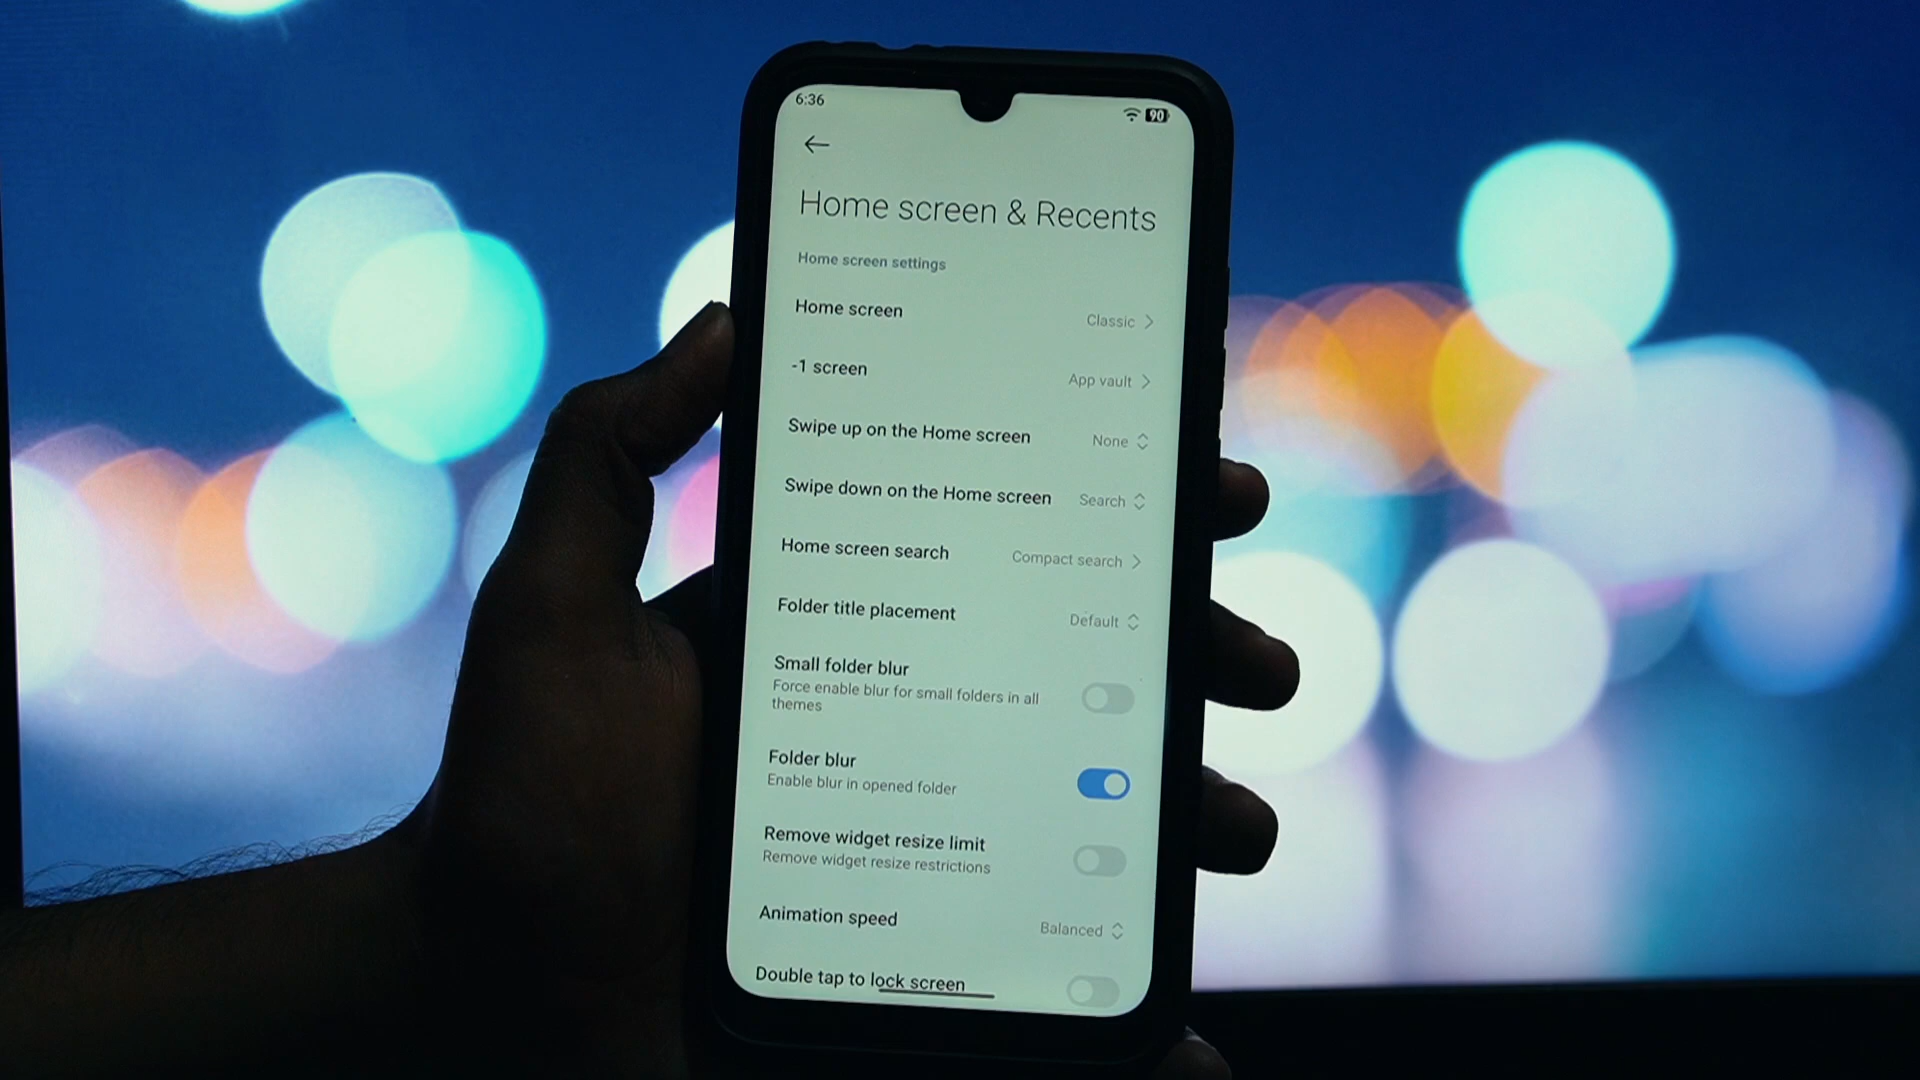 6:36
90
Home screen & Recents
Home screen settings
Home screen
Classic
-1 screen
App vault
Swipe up on the Home screen
None
Swipe down on the Home screen
Search
Home screen search
Compact search
Folder title placement
Default
Small folder blur
Force enable blur for small folders in all
themes
Folder blur
Enable blur in opened folder
Remove widget resize limit
Remove widget resize restrictions
Animation speed
Balanced
Double tap to lock screen